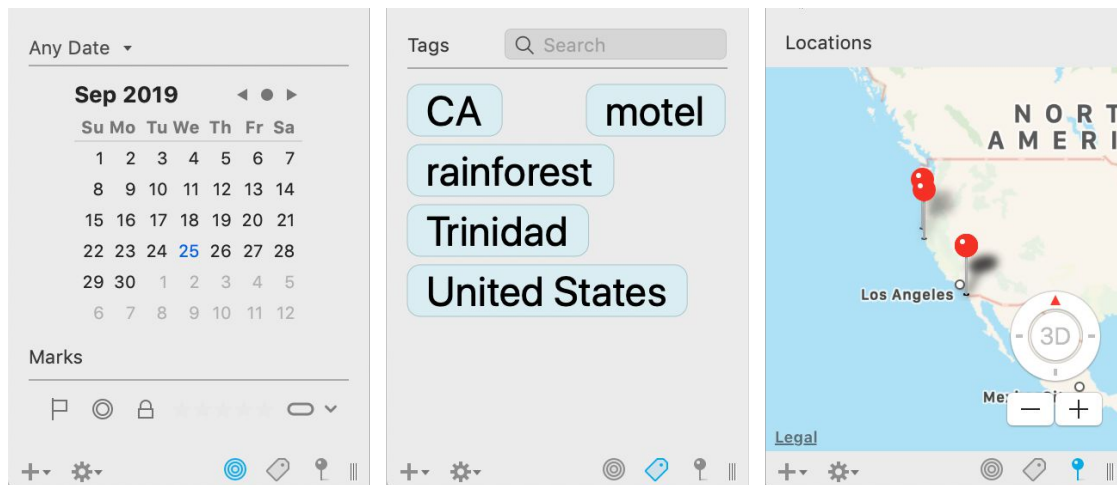 Any Date
Sep 2019
Su Mo Tu We Th Fr Sa
1 2 3 4 5 6 7
8 9 10 11 12 13 14
15 16 17 18 19 20 21
22 23 24 25 26 27 28
29 30 1 2 3 4 5
6 7 8 9 10 11 12
Marks
Tags
Search
CA motel
rainforest
Trinidad
United States
Locations
NORT
AMERI
Los Angeles
3D
Legal